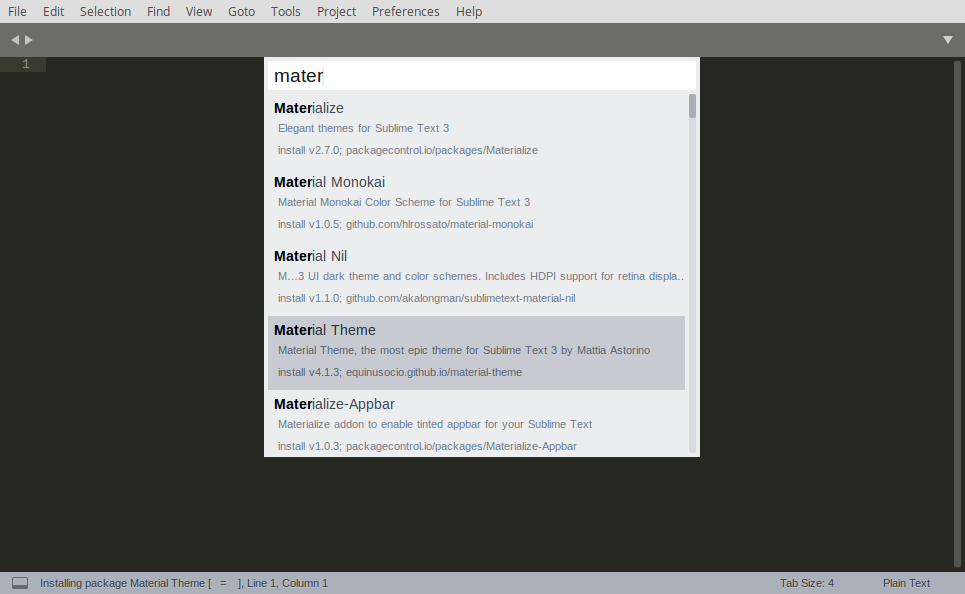 File Edit Selection Find View Goto Tools Project Preferences Help
1
mater
Materialize
Elegant themes for Sublime Text 3
install v2.7.0; packagecontrol.io/packages/Materialize
Material Monokai
Material Monokai Color Scheme for Sublime Text 3
install v1.0.5; github.com/hlrossato/material-monokai
Material Nil
M...3 UI dark theme and color schemes. Includes HDPI support for retina displa..
install v1.1.0; github.com/akalongman/sublimetext-material-nil
Material Theme
Material Theme, the most epic theme for Sublime Text 3 by Mattia Astorino
install v4.1.3; equinusocio.github.io/material-theme
Materialize-Appbar
Materialize addon to enable tinted appbar for your Sublime Text
install v1.0.3; packagecontrol.io/packages/Materialize-Appbar
Installing package Material Theme [   =   ], Line 1, Column 1 Tab Size: 4 Plain Text